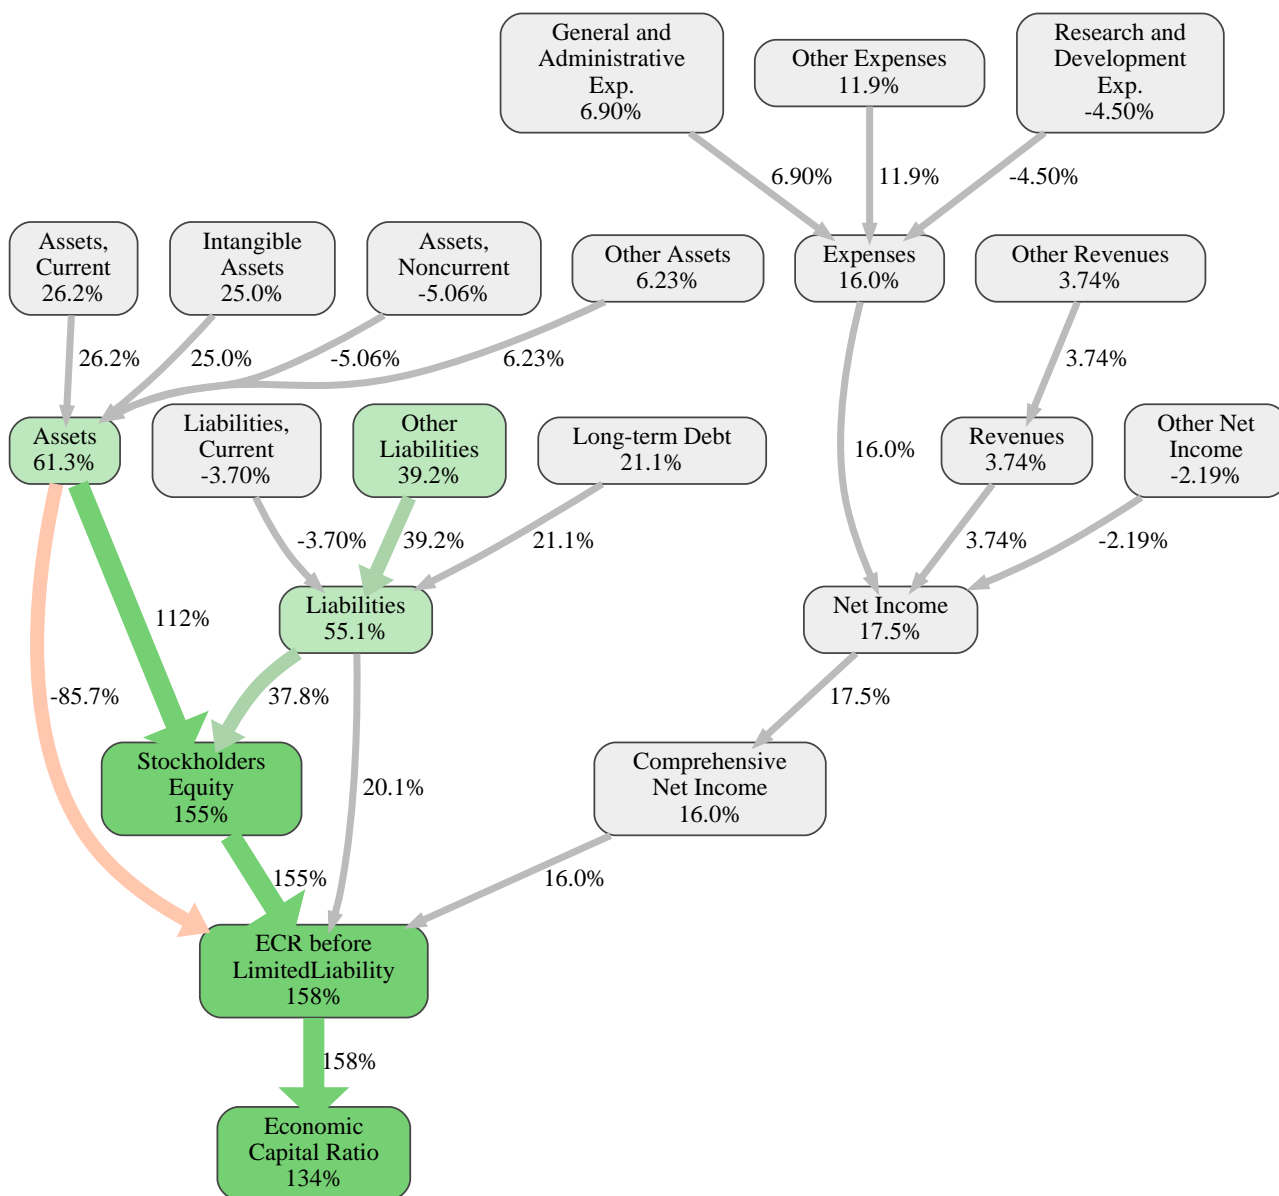 General and
Administrative
Exp.
6.90%
Other Expenses
11.9%
Research and
Development
Exp.
-4.50%
6.90%
11.9%
-4.50%
Assets,
Current
26.2%
Intangible
Assets
25.0%
Assets,
Noncurrent
-5.06%
Other Assets
6.23%
Expenses
16.0%
Other Revenues
3.74%
26.2%
25.0%
-5.06%
6.23%
3.74%
Assets
61.3%
Liabilities,
Current
-3.70%
Other
Liabilities
39.2%
Long-term Debt
21.1%
16.0%
Revenues
3.74%
Other Net
Income
-2.19%
-3.70%
39.2%
21.1%
3.74%
-2.19%
112%
Liabilities
55.1%
Net Income
17.5%
-85.7%
37.8%
17.5%
Stockholders
Equity
155%
20.1%
Comprehensive
Net Income
16.0%
155%
16.0%
ECR before
LimitedLiability
158%
158%
Economic
Capital Ratio
134%